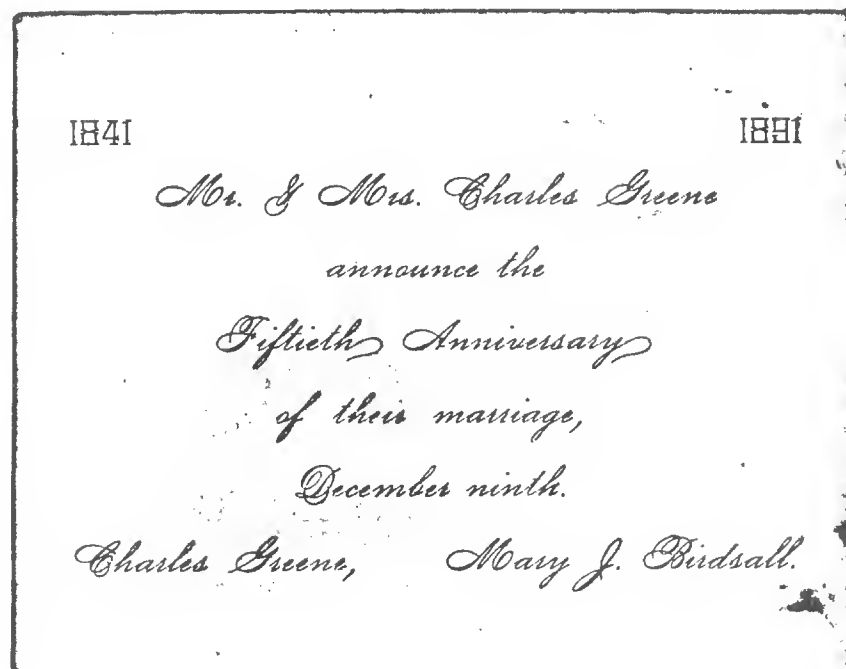 1841 1891
Mr. & Mrs. Charles Greene
announce the
Fiftieth Anniversary
of their marriage,
December ninth.
Charles Greene, Mary J. Birdsall.